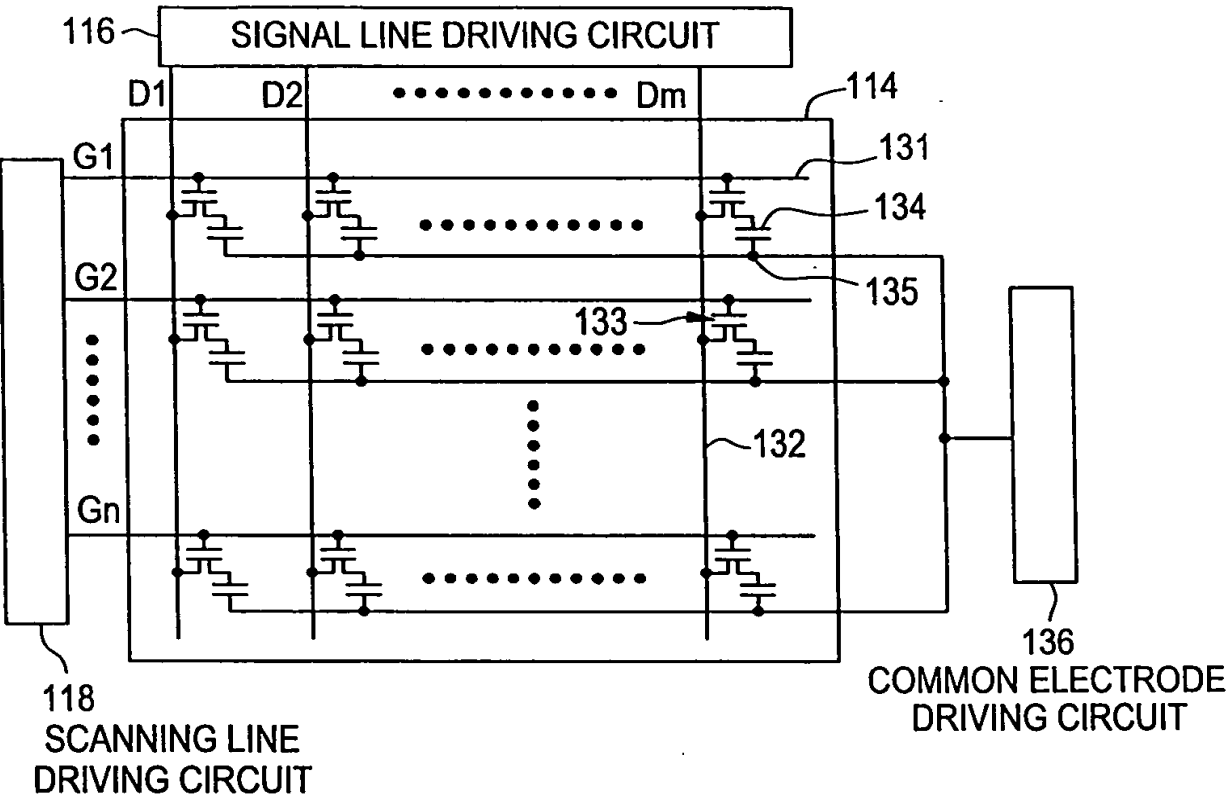 116
SIGNAL LINE DRIVING CIRCUIT
D1
D2
Dm
114
G1
131
134
G2
135
133
132
Gn
118
SCANNING LINE
DRIVING CIRCUIT
136
COMMON ELECTRODE
DRIVING CIRCUIT